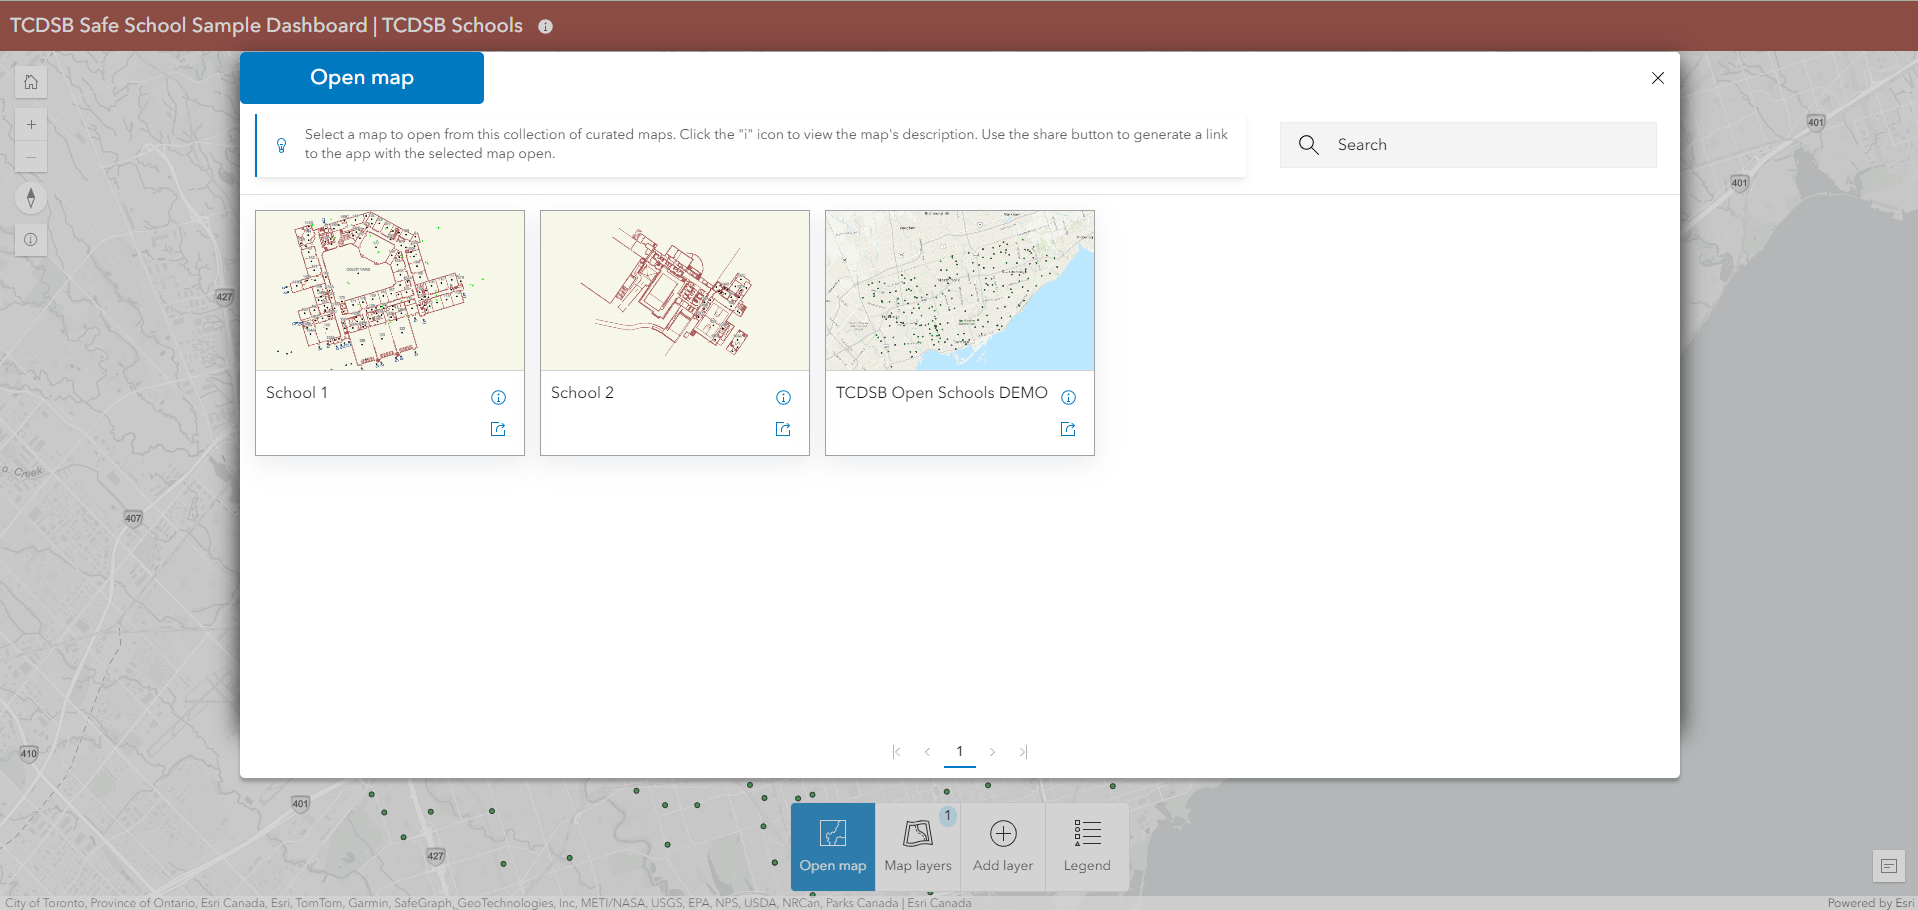 TCDSB Safe School Sample Dashboard | TCDSB Schools
Open map
Select a map to open from this collection of curated maps. Click the "i" icon to view the map's description. Use the share button to generate a link
to the app with the selected map open.
Search
401
401
427
COURT YARD
School 1
School 2
TCDSB Open Schools DEMO
Creek
407
410
1
401
427
1
Open map
Map layers
Add layer
Legend
City of Toronto, Province of Ontario, Esri Canada, Esri, TomTom, Garmin, SafeGraph, GeoTechnologies, Inc, METI/NASA, USGS, EPA, NPS, USDA, NRCan, Parks Canada | Esri Canada
Powered by Esri